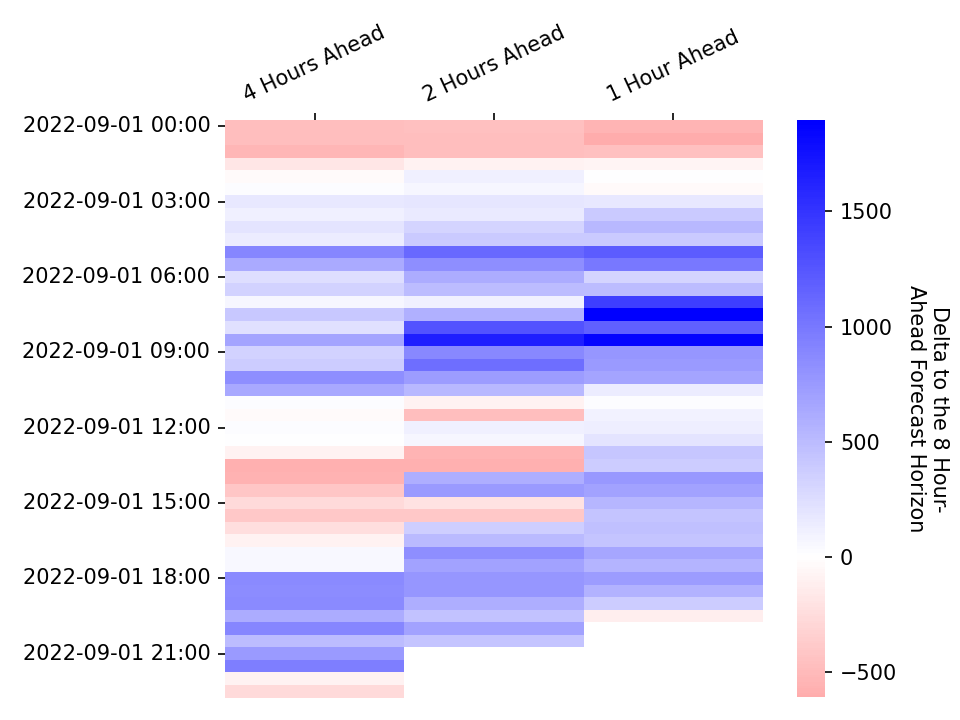 4 Hours Ahead
2 Hours Ahead
1 Hour Ahead
2022-09-01 00:00
2022-09-01 03:00
2022-09-01 06:00
2022-09-01 09:00
2022-09-01 12:00
2022-09-01 15:00
2022-09-01 18:00
2022-09-01 21:00
1500
1000
500
0
−500
Delta to the 8 Hour-
Ahead Forecast Horizon